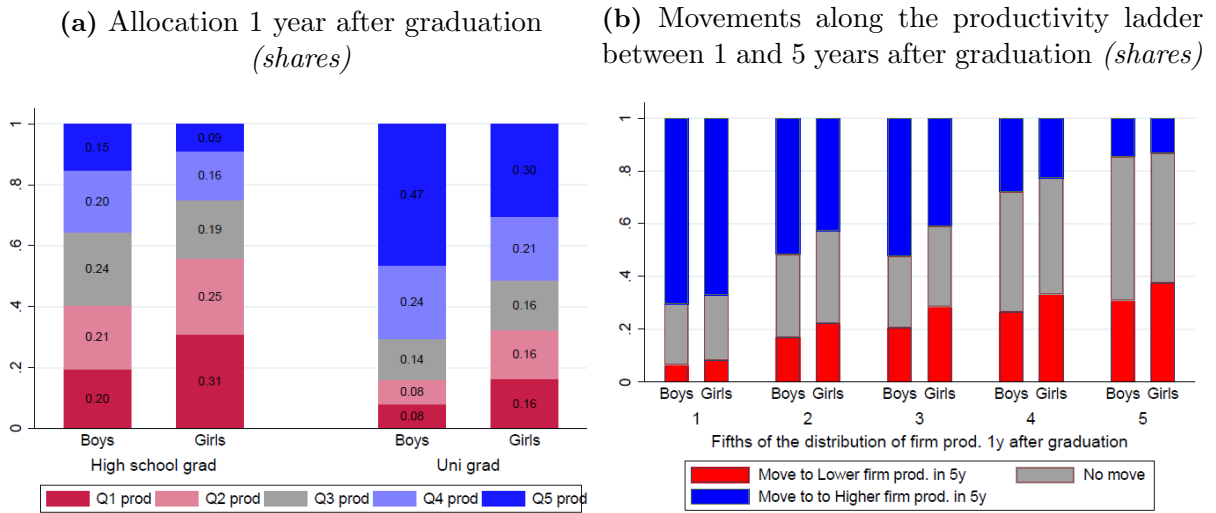 (a) Allocation 1 year after graduation
(shares)
1
.8
.6
.4
.2
0
0.15
0.20
0.24
0.21
0.20
0.09
0.16
0.19
0.25
0.31
0.47
0.24
0.14
0.08
0.08
0.30
0.21
0.16
0.16
0.16
Boys Girls Boys Girls
High school grad Uni grad
Q1 prod Q2 prod Q3 prod Q4 prod Q5 prod
(b) Movements along the productivity ladder
between 1 and 5 years after graduation (shares)
1
.8
.6
.4
.2
0
Boys Girls Boys Girls Boys Girls Boys Girls Boys Girls
1 2 3 4 5
Fifths of the distribution of firm prod. 1y after graduation
Move to Lower firm prod. in 5y No move
Move to to Higher firm prod. in 5y